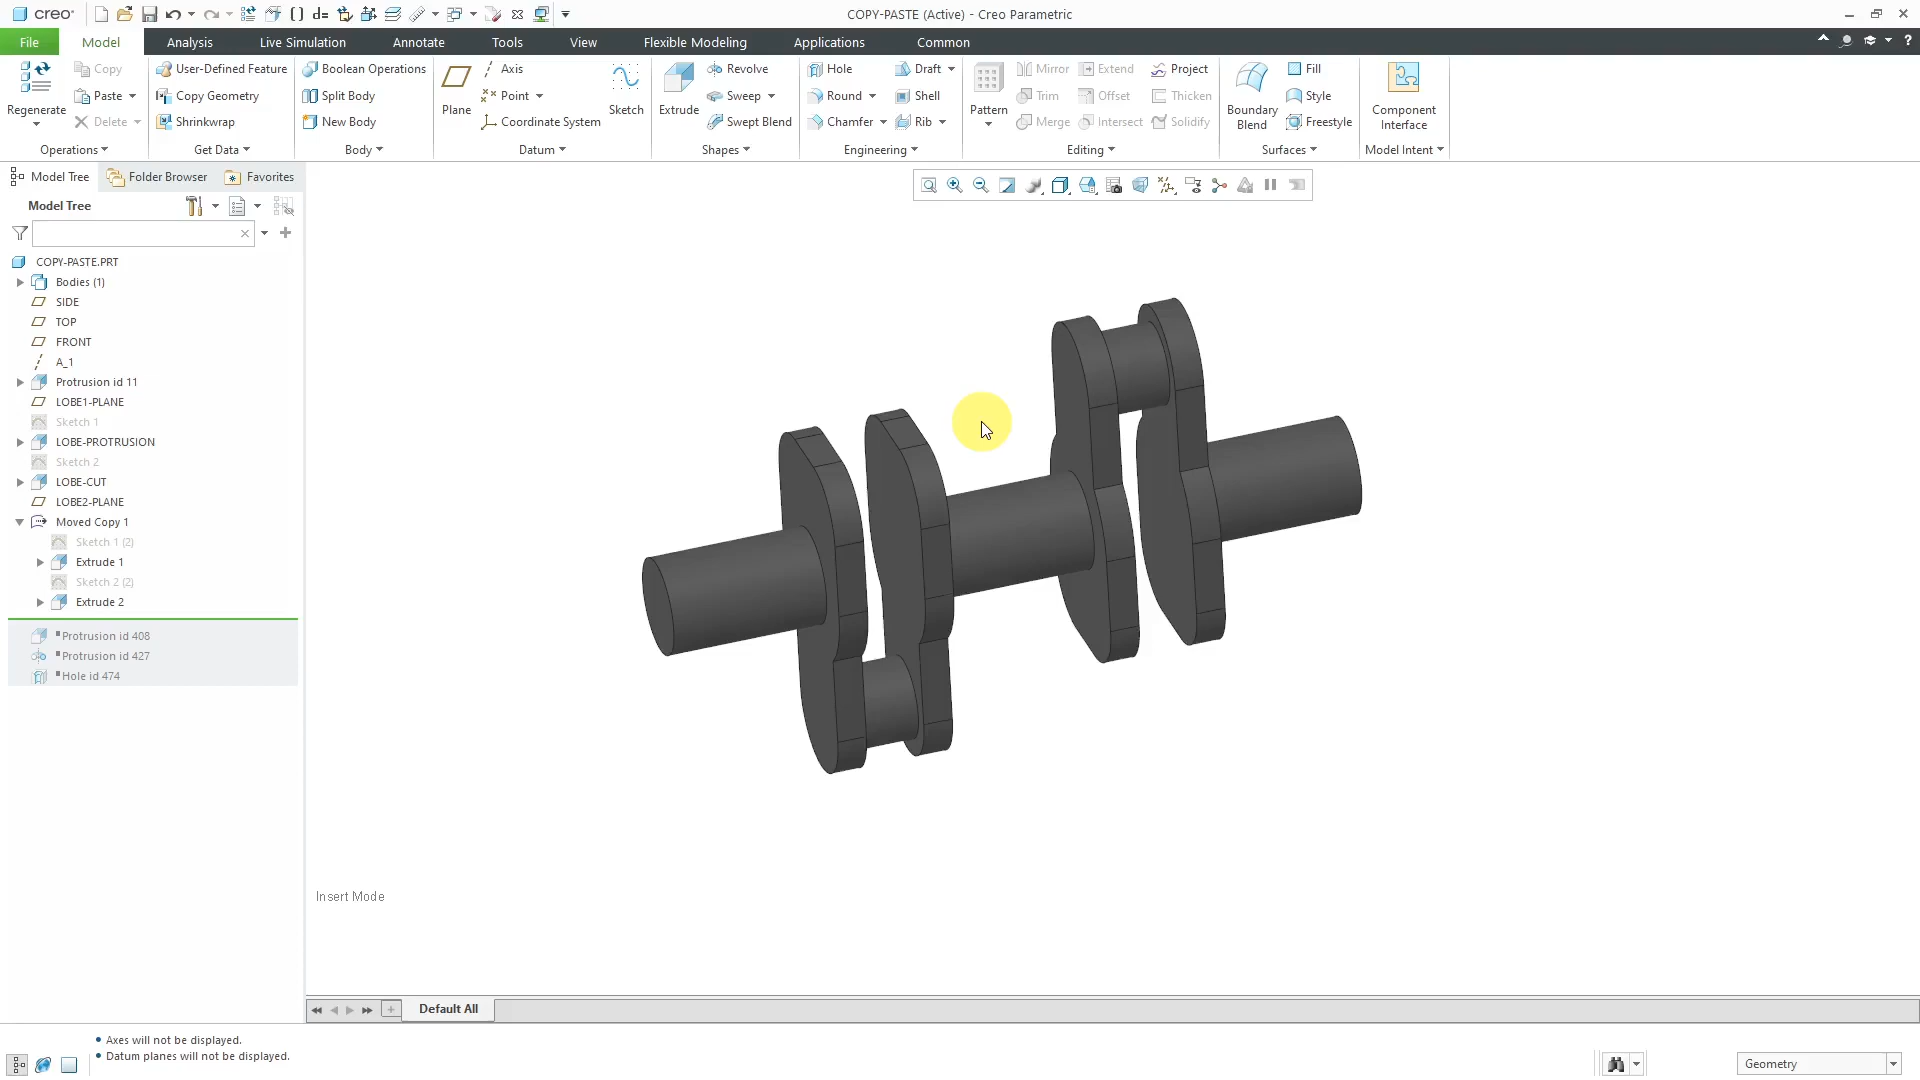 creo
COPY-PASTE (Active) - Creo Parametric
File
Model
Analysis
Live Simulation
Annotate
Tools
View
Flexible Modeling
Applications
Common
Regenerate
Copy
Paste
Delete
Operations
User-Defined Feature
Copy Geometry
Shrinkwrap
Get Data
Boolean Operations
Split Body
New Body
Body
Plane
Axis
Point
Coordinate System
Sketch
Datum
Extrude
Revolve
Sweep
Swept Blend
Shapes
Hole
Round
Chamfer
Draft
Shell
Rib
Engineering
Pattern
Mirror
Trim
Merge
Extend
Offset
Intersect
Project
Thicken
Solidify
Editing
Boundary
Blend
Fill
Style
Freestyle
Surfaces
Component
Interface
Model Intent
Model Tree
Folder Browser
Favorites
Model Tree
COPY-PASTE.PRT
Bodies (1)
SIDE
TOP
FRONT
A_1
Protrusion id 11
LOBE1-PLANE
Sketch 1
LOBE-PROTRUSION
Sketch 2
LOBE-CUT
LOBE2-PLANE
Moved Copy 1
Sketch 1 (2)
Extrude 1
Sketch 2 (2)
Extrude 2
Protrusion id 408
Protrusion id 427
Hole id 474
Insert Mode
Default All
• Axes will not be displayed.
• Datum planes will not be displayed.
Geometry